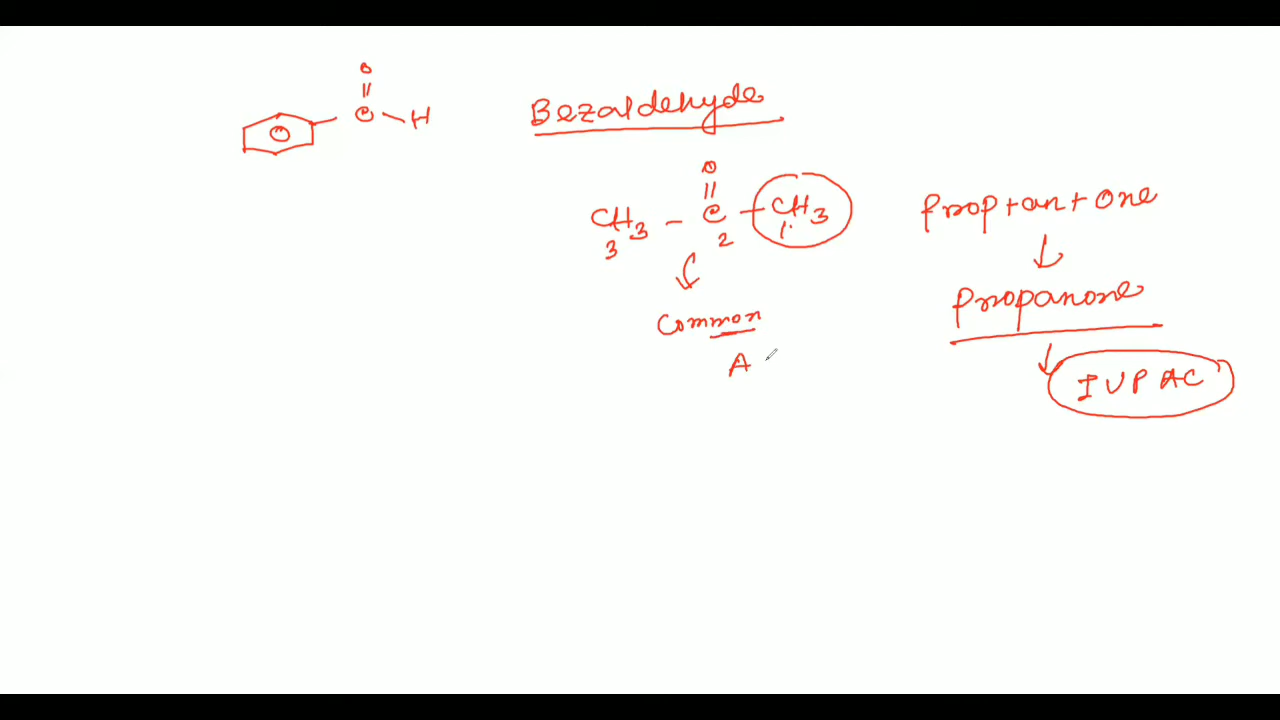 O
||
C - H
Bezaldehyde
O
||
CH3 - C - CH3
3 2 1.
Prop+an+One
Propanone
Common
IUPAC
A